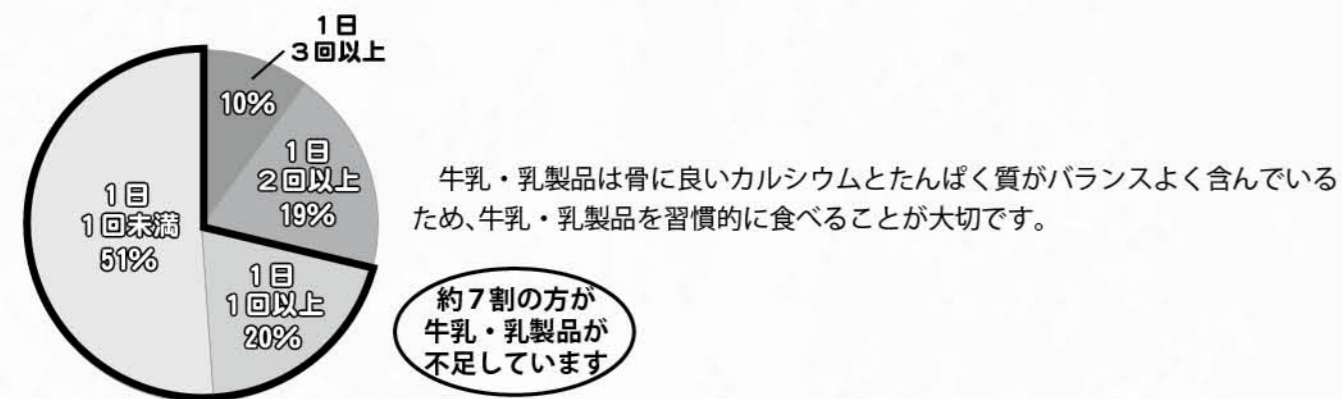 1日
3回以上
10%
1日
2回以上
19%
1日
1回以上
20%
1日
1回未満
51%
牛乳・乳製品は骨に良いカルシウムとたんぱく質がバランスよく含んでいる
ため、牛乳・乳製品を習慣的に食べることが大切です。
約7割の方が
牛乳・乳製品が
不足しています